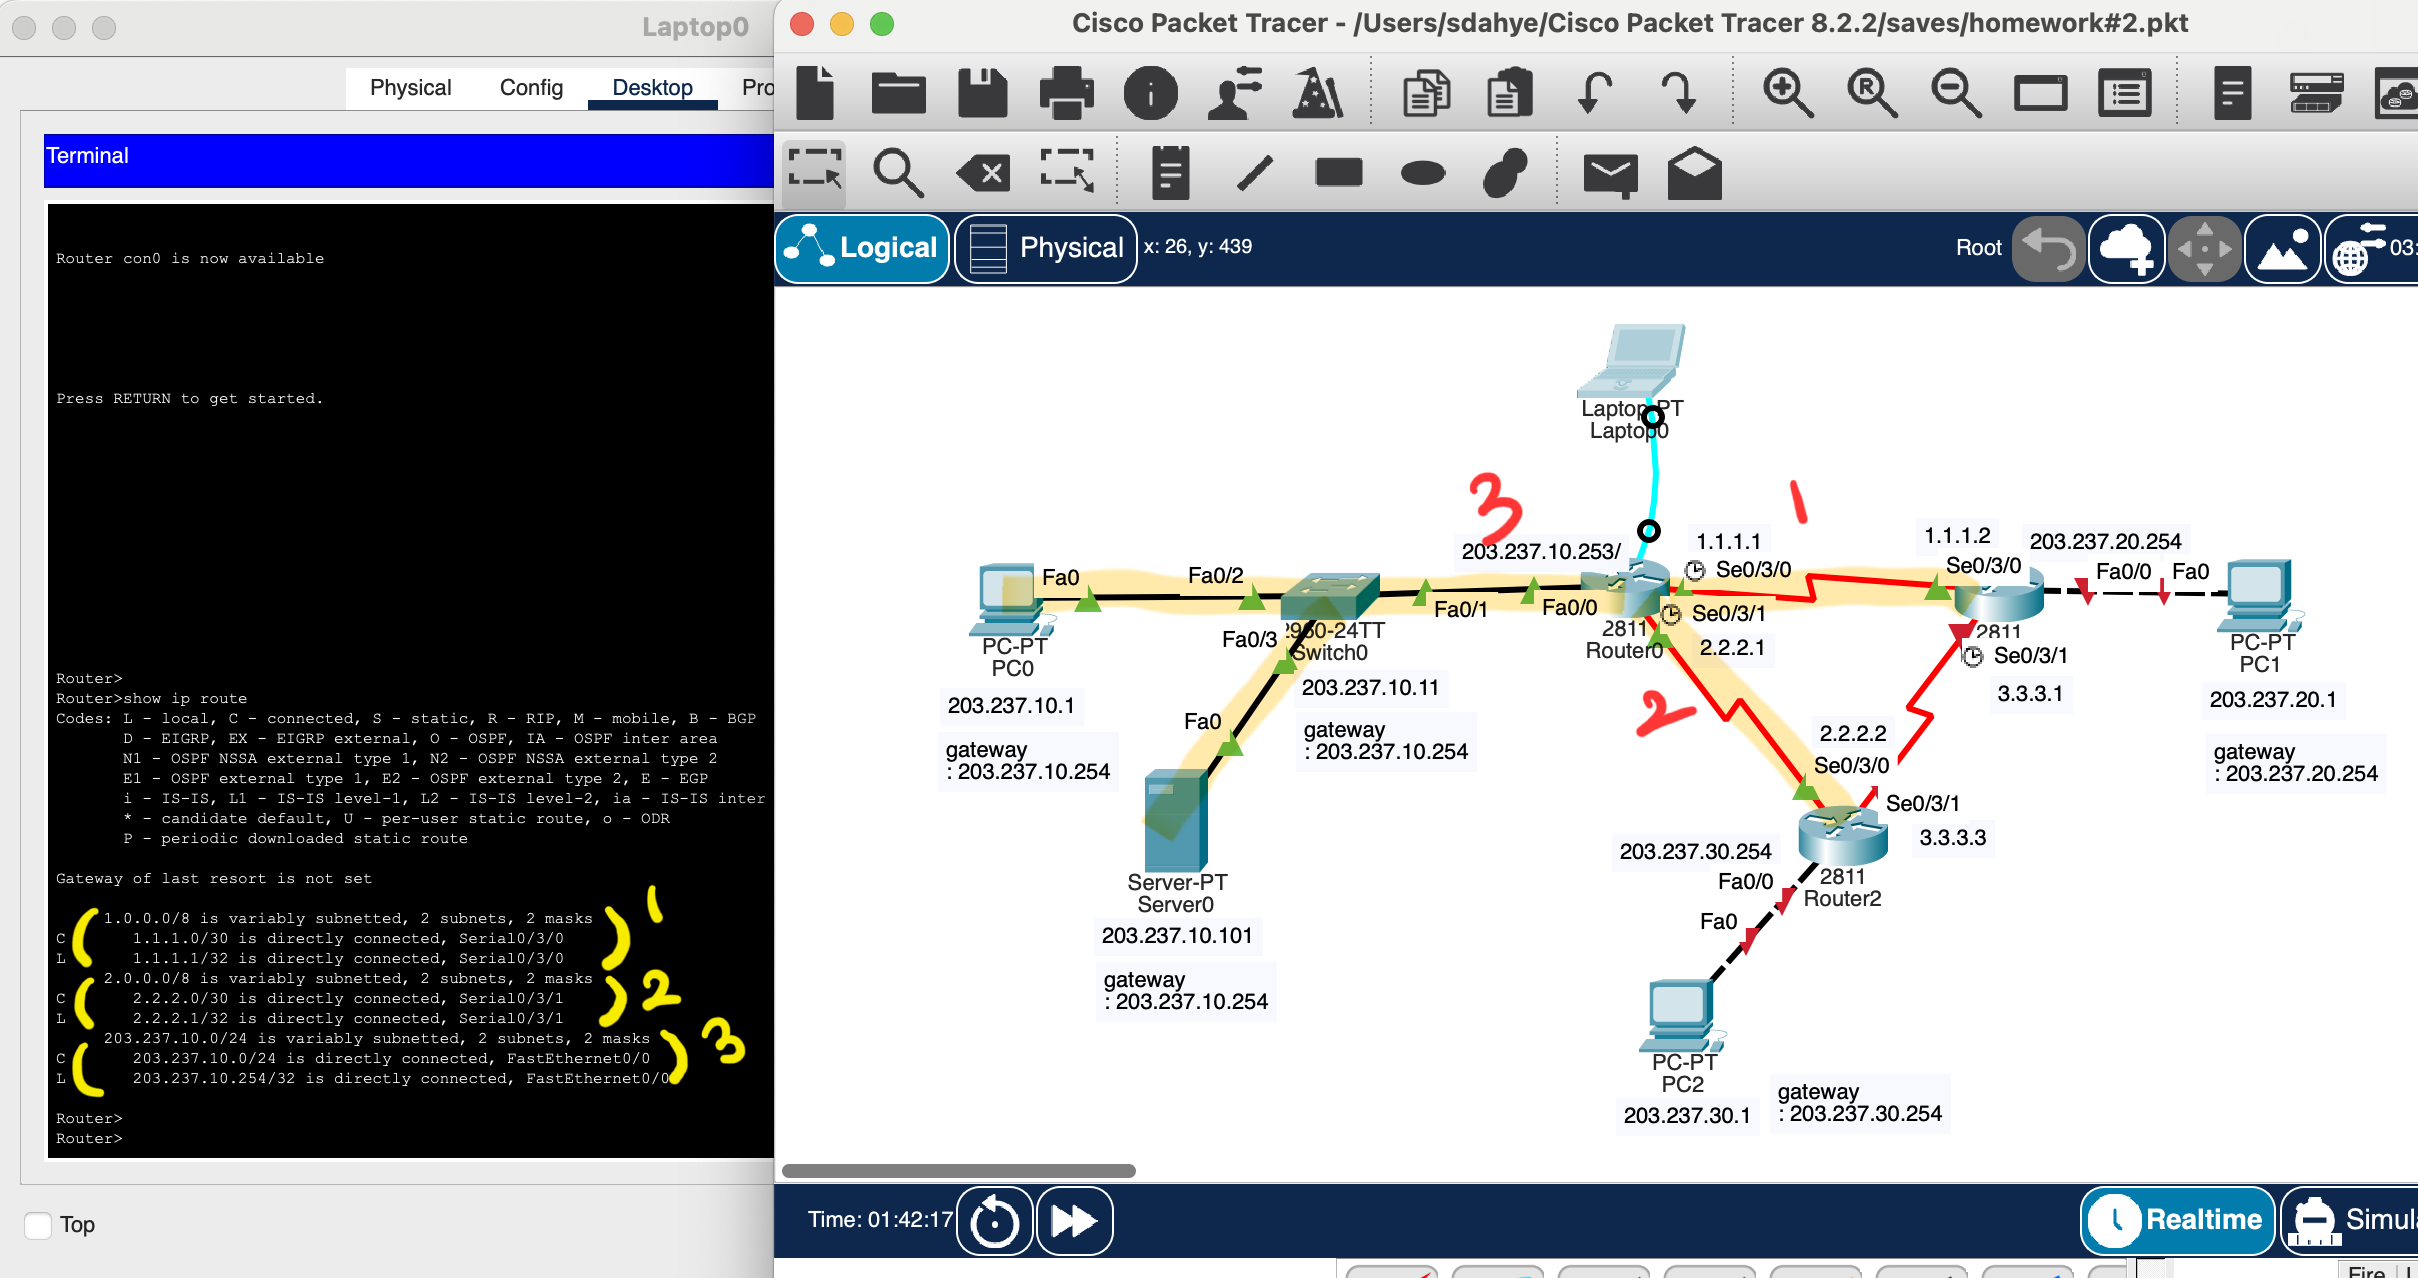 Laptop0
Physical Config Desktop Pro
Terminal
Router con0 is now available
Press RETURN to get started.
Router>
Router>show ip route
Codes: L - local, C - connected, S - static, R - RIP, M - mobile, B - BGP
D - EIGRP, EX - EIGRP external, O - OSPF, IA - OSPF inter area
N1 - OSPF NSSA external type 1, N2 - OSPF NSSA external type 2
E1 - OSPF external type 1, E2 - OSPF external type 2, E - EGP
i - IS-IS, L1 - IS-IS level-1, L2 - IS-IS level-2, ia - IS-IS inter
* - candidate default, U - per-user static route, o - ODR
P - periodic downloaded static route
Gateway of last resort is not set
1.0.0.0/8 is variably subnetted, 2 subnets, 2 masks
C 1.1.1.0/30 is directly connected, Serial0/3/0
L 1.1.1.1/32 is directly connected, Serial0/3/0
2.0.0.0/8 is variably subnetted, 2 subnets, 2 masks
C 2.2.2.0/30 is directly connected, Serial0/3/1
L 2.2.2.1/32 is directly connected, Serial0/3/1
203.237.10.0/24 is variably subnetted, 2 subnets, 2 masks
C 203.237.10.0/24 is directly connected, FastEthernet0/0
L 203.237.10.254/32 is directly connected, FastEthernet0/0
Router>
Router>
1
2
3
Top
Cisco Packet Tracer - /Users/sdahye/Cisco Packet Tracer 8.2.2/saves/homework#2.pkt
Logical Physical x: 26, y: 439 Root 03:
Laptop-PT
Laptop0
3
1
2
203.237.10.253/
1.1.1.1
Se0/3/0
Se0/3/1
2.2.2.1
1.1.1.2
Se0/3/0
203.237.20.254
Fa0/0 Fa0
Fa0
Fa0/2
Fa0/1
Fa0/0
Fa0/3
2960-24TT
Switch0
203.237.10.11
gateway
: 203.237.10.254
2811
Router0
2811
Se0/3/1
3.3.3.1
PC-PT
PC0
203.237.10.1
gateway
: 203.237.10.254
PC-PT
PC1
203.237.20.1
gateway
: 203.237.20.254
Fa0
Server-PT
Server0
203.237.10.101
gateway
: 203.237.10.254
2.2.2.2
Se0/3/0
Se0/3/1
3.3.3.3
203.237.30.254
Fa0/0
2811
Router2
Fa0
PC-PT
PC2
203.237.30.1
gateway
: 203.237.30.254
Time: 01:42:17
Realtime
Simul
Fire